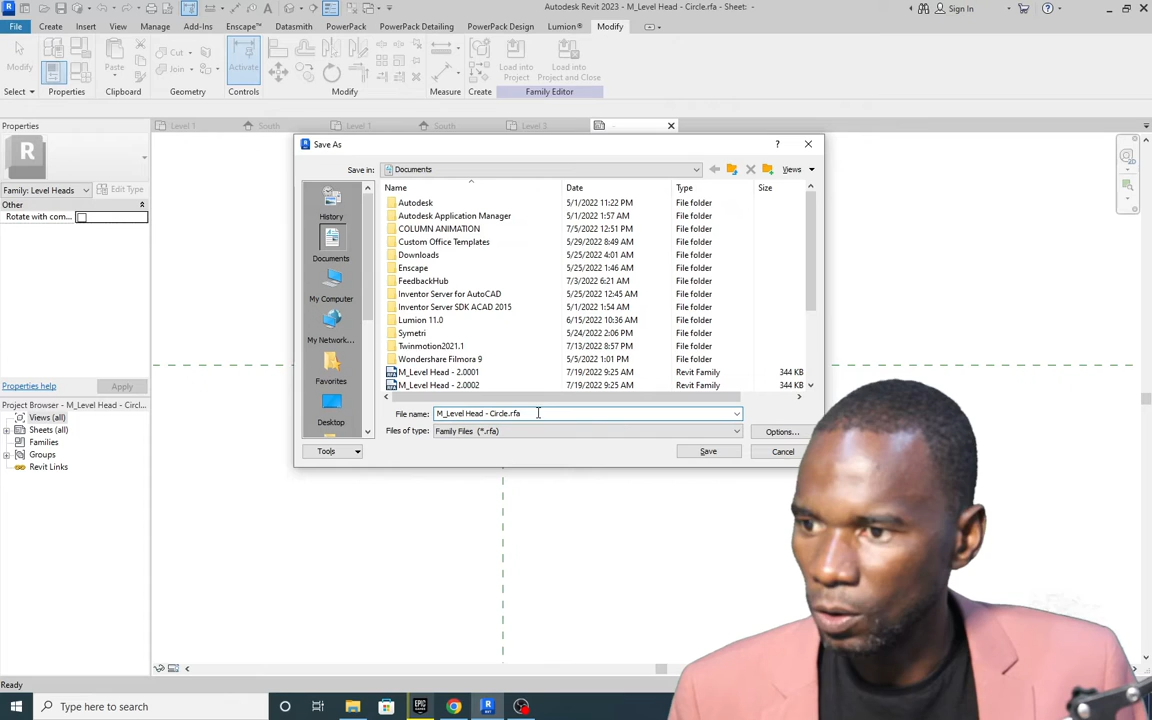 Autodesk Revit 2023 - M_Level Head - Circle.rfa - Sheet: -
Sign In
File Create Insert View Manage Add-Ins Enscape™ Datasmith PowerPack PowerPack Detailing PowerPack Design Lumion® Modify
Modify
Paste
Cut
Join
Activate
Load into
Project
Load into
Project and Close
Select Properties Clipboard Geometry Controls Modify Measure Create Family Editor
Properties
Level 1 South Level 1 South Level 3
Family: Level Heads Edit Type
Other
Rotate with com...
Properties help Apply
Project Browser - M_Level Head - Circl...
Views (all)
Sheets (all)
Families
Groups
Revit Links
Save As
Save in: Documents Views
History
Documents
My Computer
My Network...
Favorites
Desktop
Name Date Type Size
Autodesk 5/1/2022 11:22 PM File folder
Autodesk Application Manager 5/1/2022 1:57 AM File folder
COLUMN ANIMATION 7/5/2022 12:51 PM File folder
Custom Office Templates 5/29/2022 8:49 AM File folder
Downloads 5/25/2022 4:01 AM File folder
Enscape 5/25/2022 1:46 AM File folder
FeedbackHub 7/3/2022 6:21 AM File folder
Inventor Server for AutoCAD 5/25/2022 12:45 AM File folder
Inventor Server SDK ACAD 2015 5/1/2022 1:54 AM File folder
Lumion 11.0 6/15/2022 10:36 AM File folder
Symetri 5/24/2022 2:06 PM File folder
Twinmotion2021.1 7/13/2022 8:57 PM File folder
Wondershare Filmora 9 5/5/2022 1:01 PM File folder
M_Level Head - 2.0001 7/19/2022 9:25 AM Revit Family 344 KB
M_Level Head - 2.0002 7/19/2022 9:25 AM Revit Family 344 KB
File name: M_Level Head - Circle.rfa
Files of type: Family Files (*.rfa) Options...
Tools Save Cancel
Ready
Type here to search